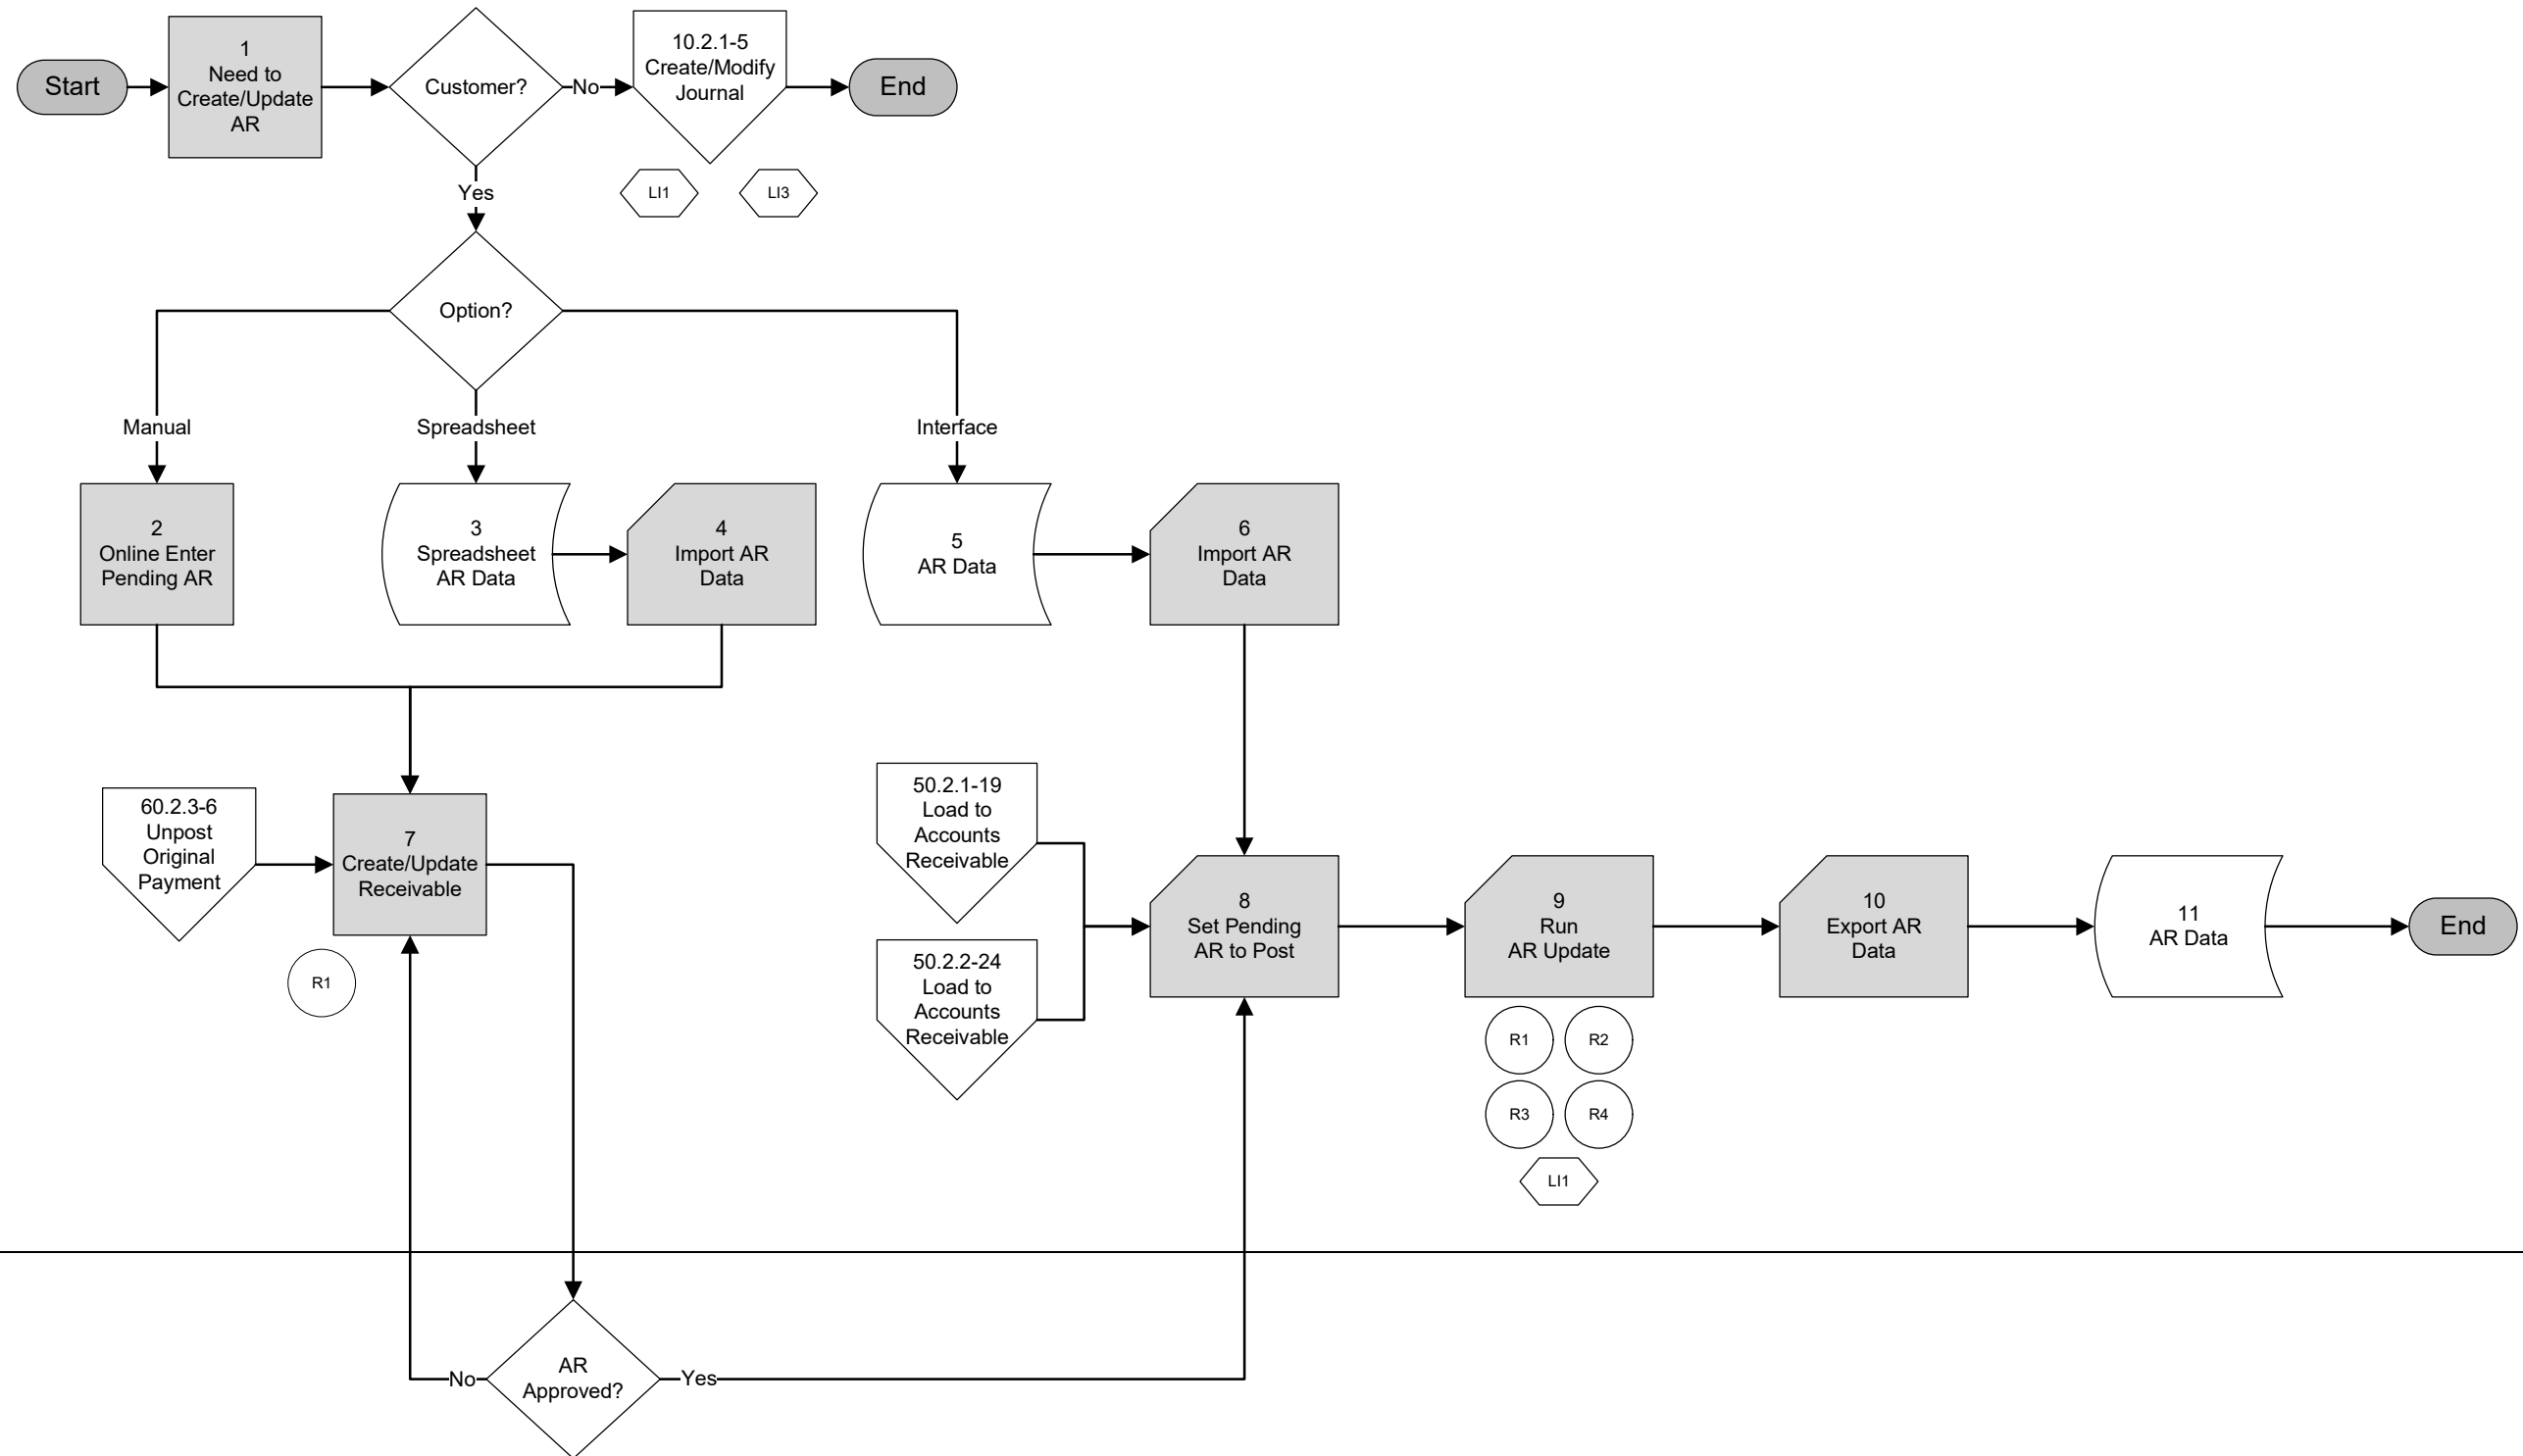 Start
1
Need to
Create/Update
AR
Customer?
No
10.2.1-5
Create/Modify
Journal
End
LI1
LI3
Yes
Option?
Manual
Spreadsheet
Interface
2
Online Enter
Pending AR
3
Spreadsheet
AR Data
4
Import AR
Data
5
AR Data
6
Import AR
Data
60.2.3-6
Unpost
Original
Payment
7
Create/Update
Receivable
R1
50.2.1-19
Load to
Accounts
Receivable
50.2.2-24
Load to
Accounts
Receivable
8
Set Pending
AR to Post
9
Run
AR Update
10
Export AR
Data
11
AR Data
End
R1
R2
R3
R4
LI1
No
AR
Approved?
Yes